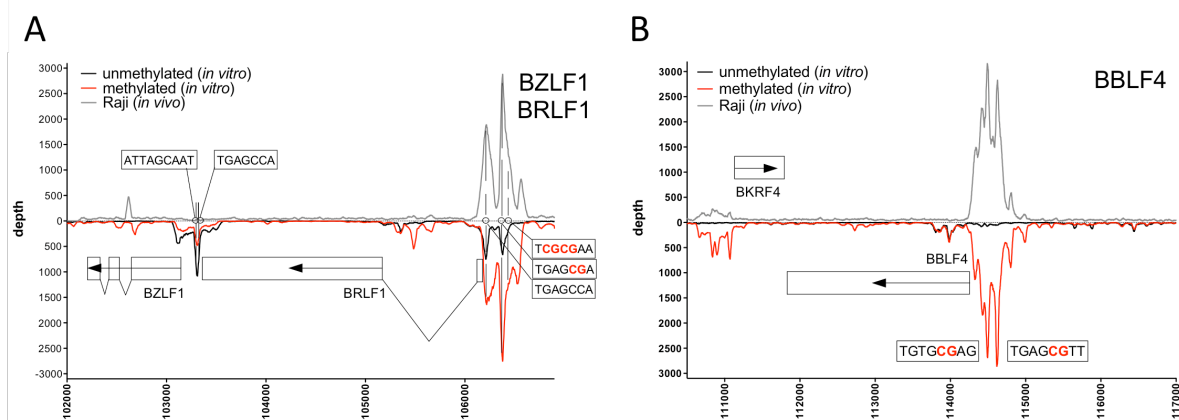 A
unmethylated (in vitro)
methylated (in vitro)
Raji (in vivo)
BZLF1
BRLF1
3000
2500
2000
1500
1000
500
0
500
1000
1500
2000
2500
-3000
depth
ATTAGCAAT
TGAGCCA
TCGCGAA
TGAGCGA
TGAGCCA
BZLF1
BRLF1
102000
103000
104000
105000
106000
B
unmethylated (in vitro)
methylated (in vitro)
Raji (in vivo)
BBLF4
3000
2500
2000
1500
1000
500
0
500
1000
1500
2000
2500
3000
depth
BKRF4
BBLF4
TGTGCGAG
TGAGCGTT
111000
112000
113000
114000
115000
116000
117000